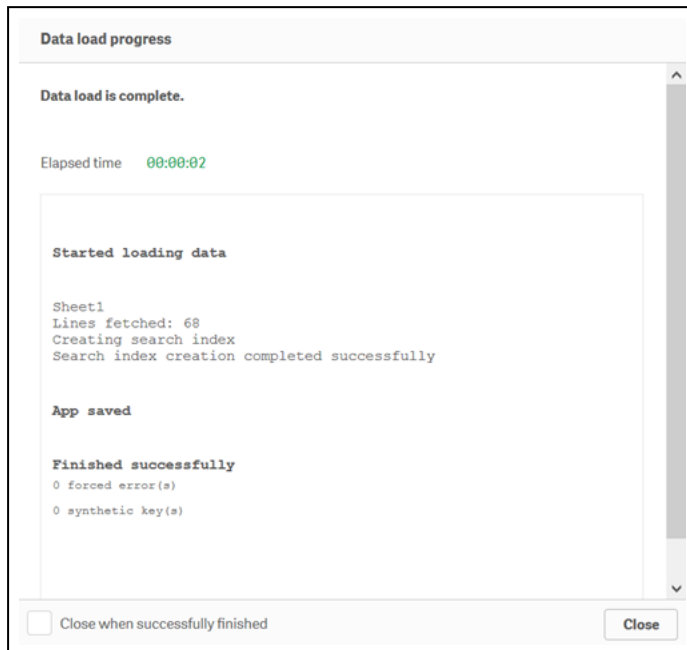 Data load progress
Data load is complete.
Elapsed time 00:00:02
Started loading data
Sheet1
Lines fetched: 68
Creating search index
Search index creation completed successfully
App saved
Finished successfully
0 forced error(s)
0 synthetic key(s)
Close when successfully finished
Close